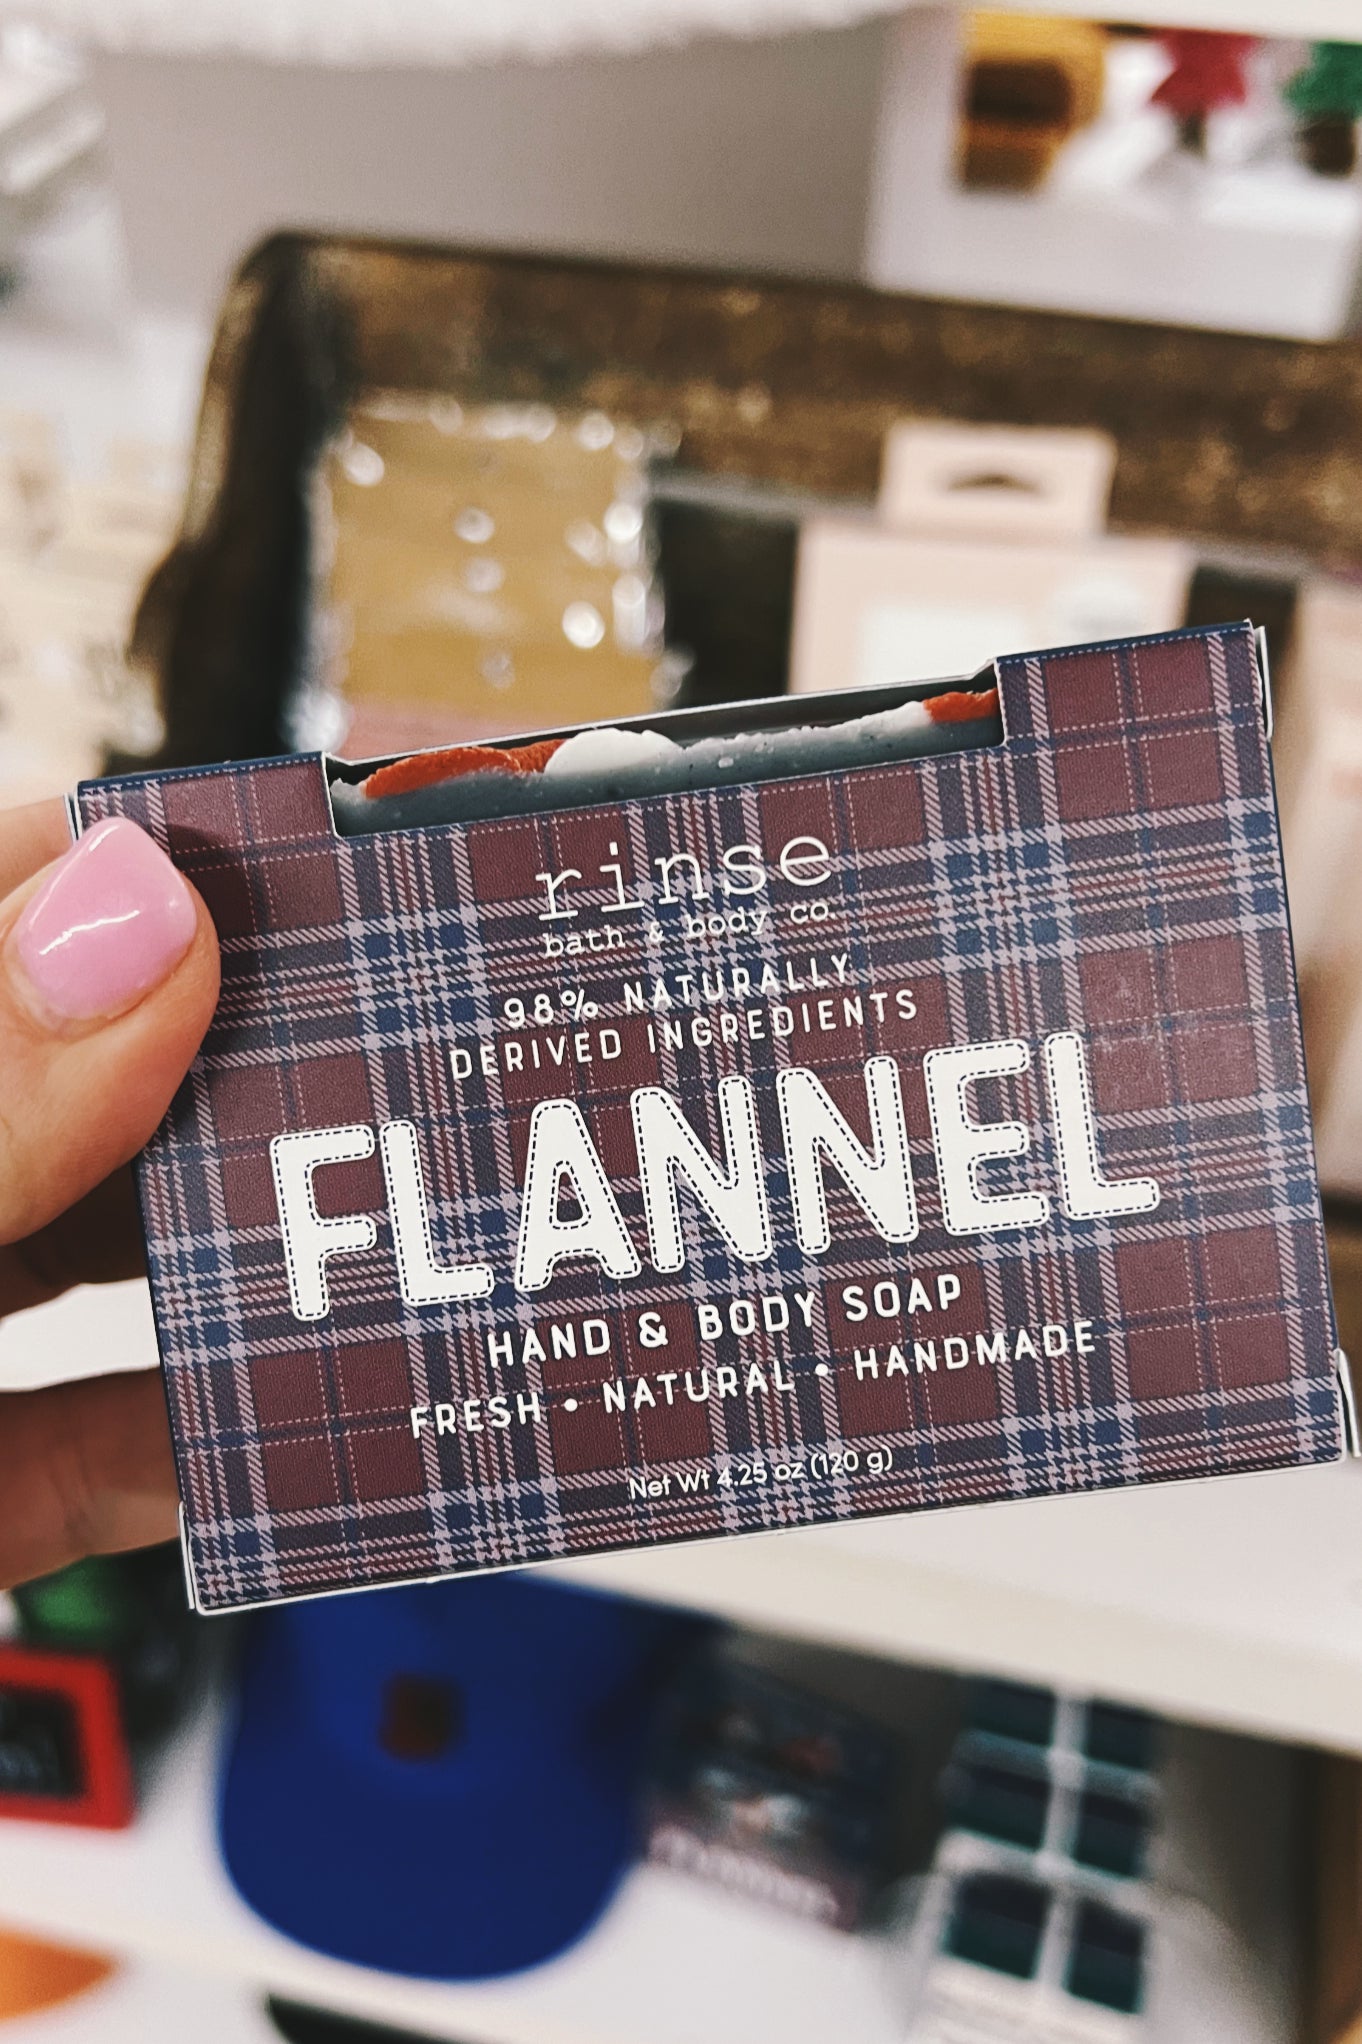 rinse
bath & body co.
98% NATURALLY
DERIVED INGREDIENTS
FLANNEL
HAND & BODY SOAP
FRESH • NATURAL • HANDMADE
Net Wt 4.25 oz (120 g)